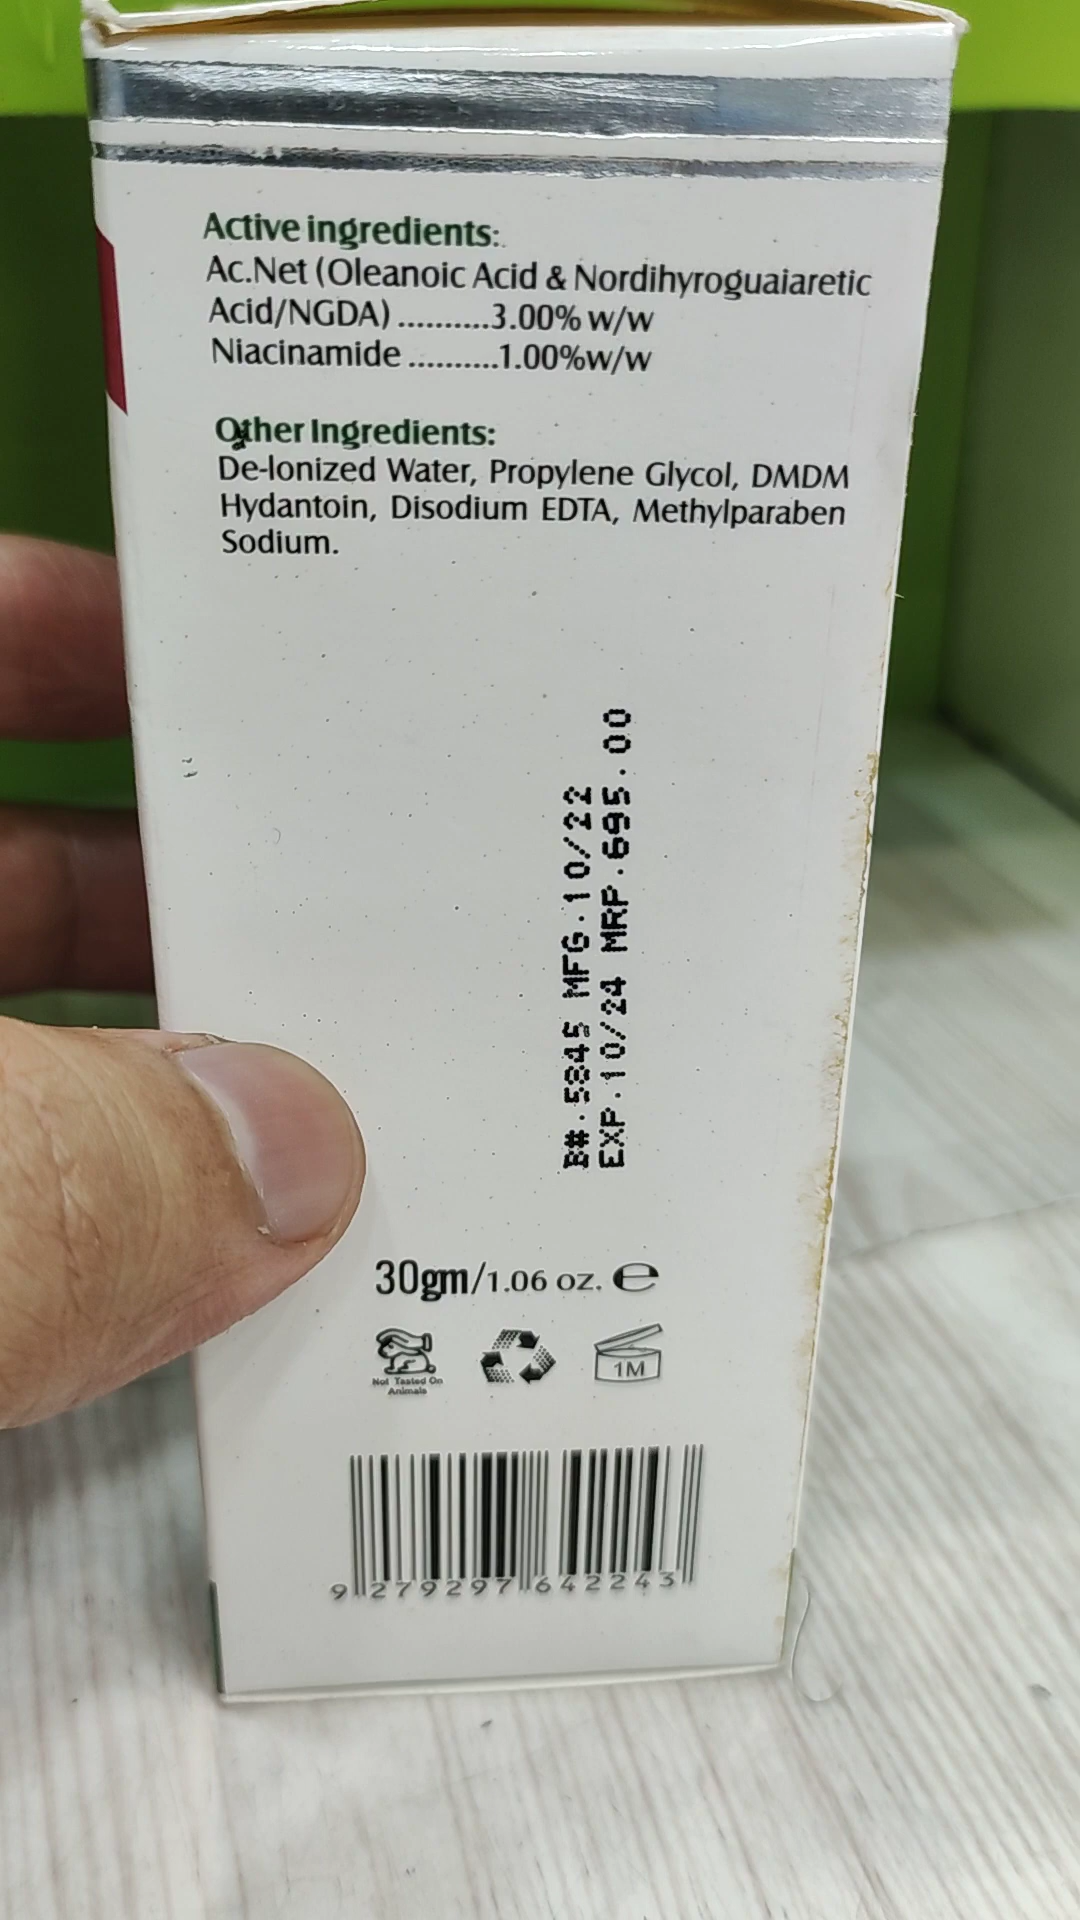 Active ingredients:
Ac.Net (Oleanoic Acid & Nordihyroguaiaretic
Acid/NGDA) ..........3.00% w/w
Niacinamide ..........1.00%w/w
Other Ingredients:
De-Ionized Water, Propylene Glycol, DMDM
Hydantoin, Disodium EDTA, Methylparaben
Sodium.
B#.5845 MFG.10/22
EXP.10/24 MRP.695.00
30gm/1.06 oz. ℮
Not Tested On
Animals
1M
9 279297 642243